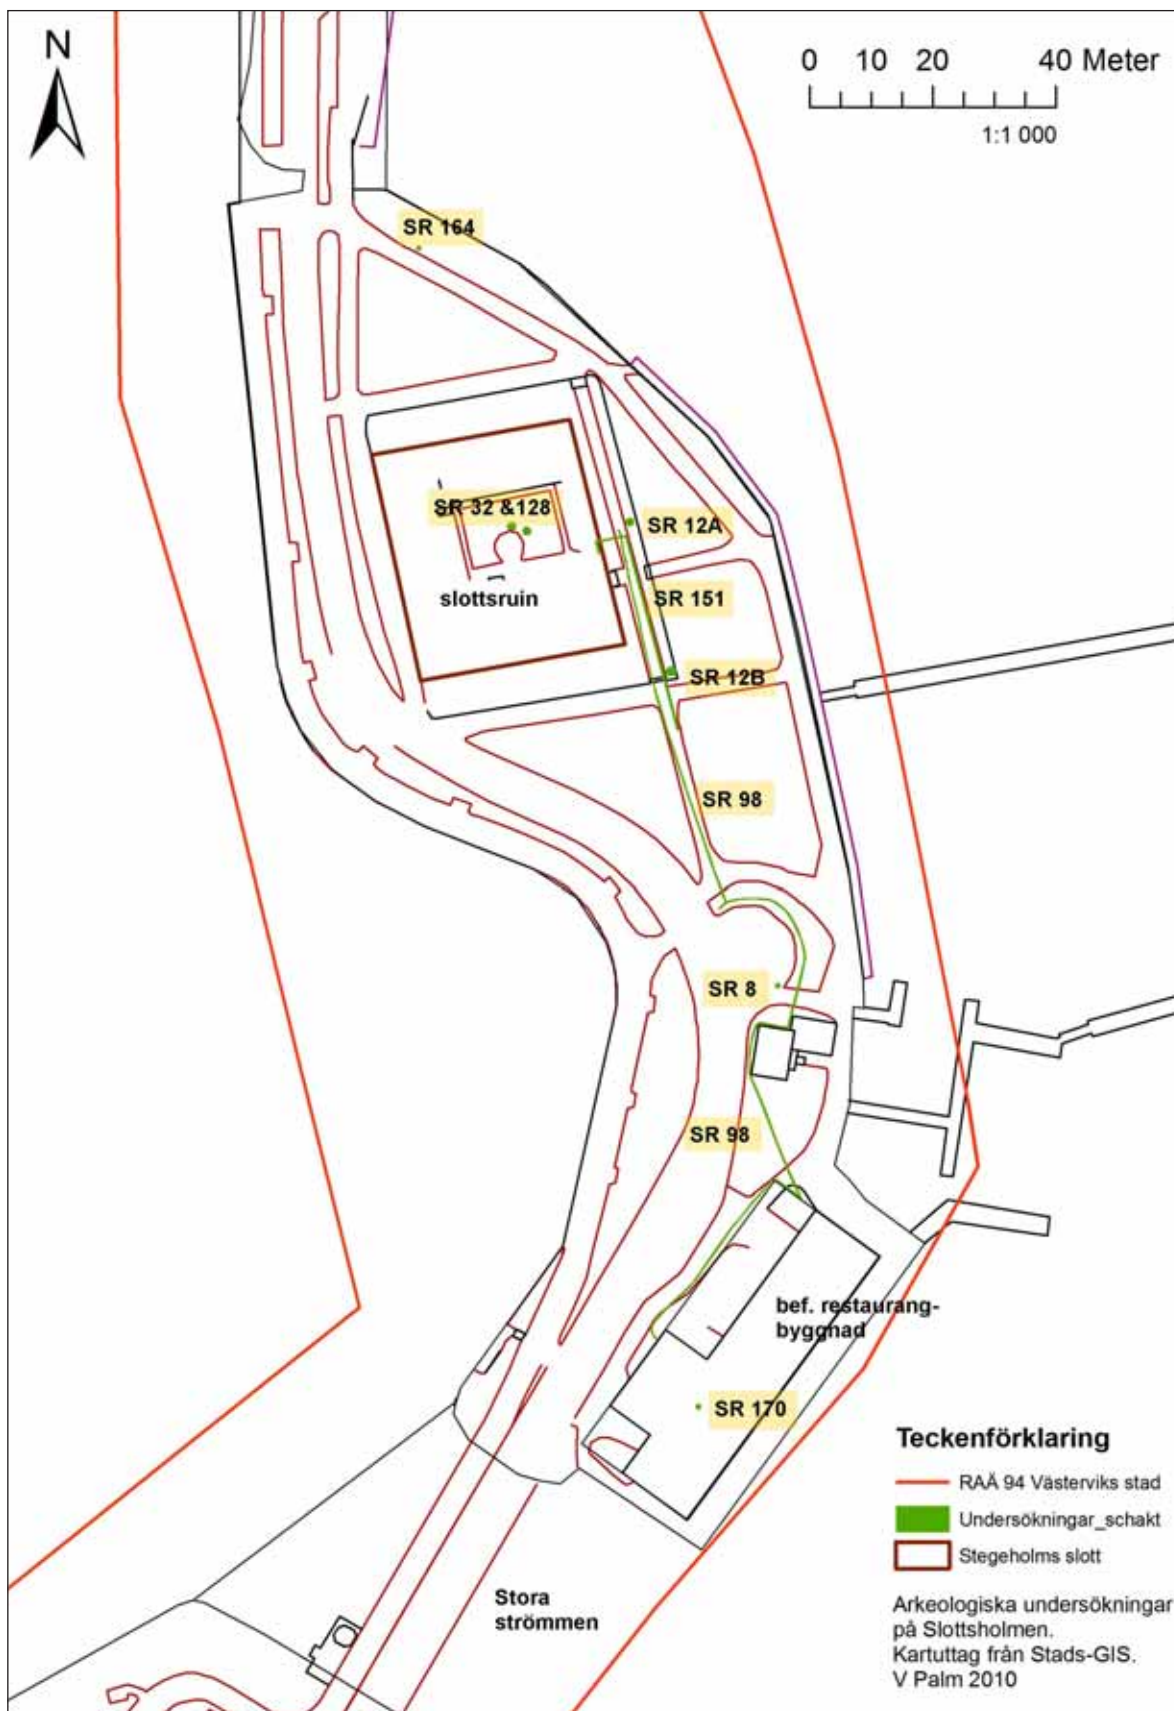 N
0 10 20 40 Meter
1:1 000
SR 164
SR 32 &128
SR 12A
slottsruin
SR 151
SR 12B
SR 98
SR 8
SR 98
bef. restaurang-
byggnad
SR 170
Teckenförklaring
RAÄ 94 Västerviks stad
Undersökningar_schakt
Stegeholms slott
Stora
strömmen
Arkeologiska undersökningar
på Slottsholmen.
Kartuttag från Stads-GIS.
V Palm 2010